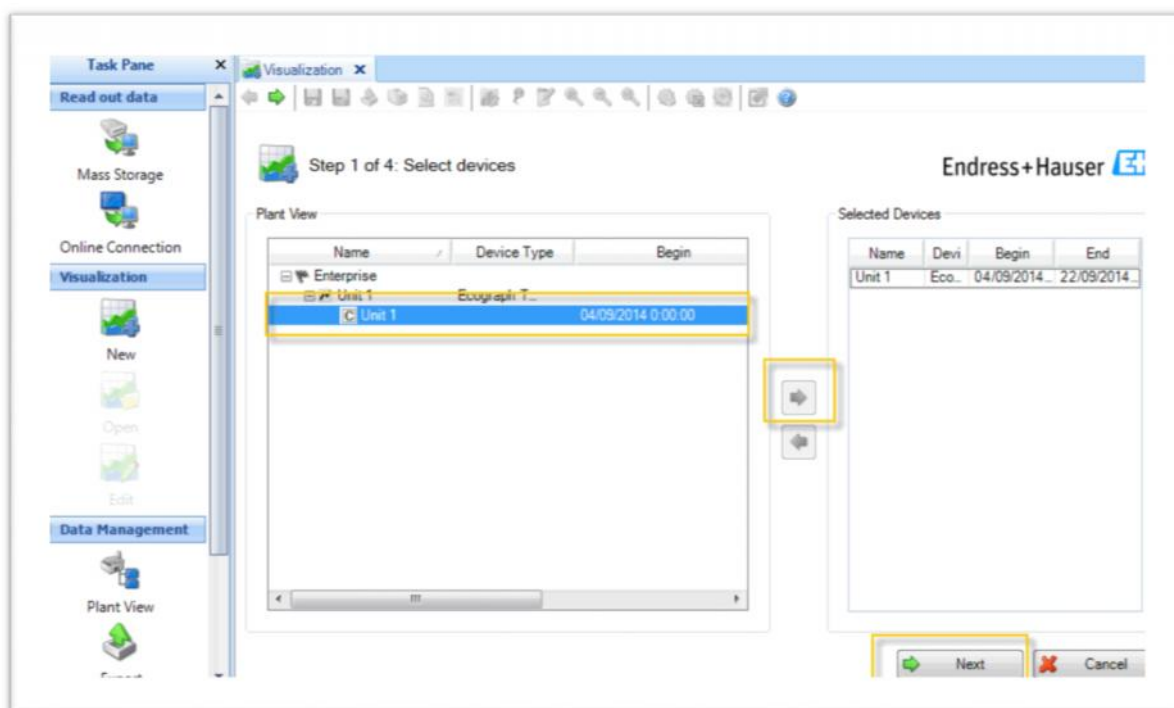 Task Pane
Visualization
Read out data
Step 1 of 4: Select devices
Endress+Hauser
Mass Storage
Online Connection
Visualization
New
Open
Edit
Data Management
Plant View
Plant View
Name Device Type Begin
Enterprise
Unit 1 Ecograph T...
C Unit 1 04/09/2014 0:00:00
Selected Devices
Name Devi Begin End
Unit 1 Eco... 04/09/2014... 22/09/2014...
Next Cancel